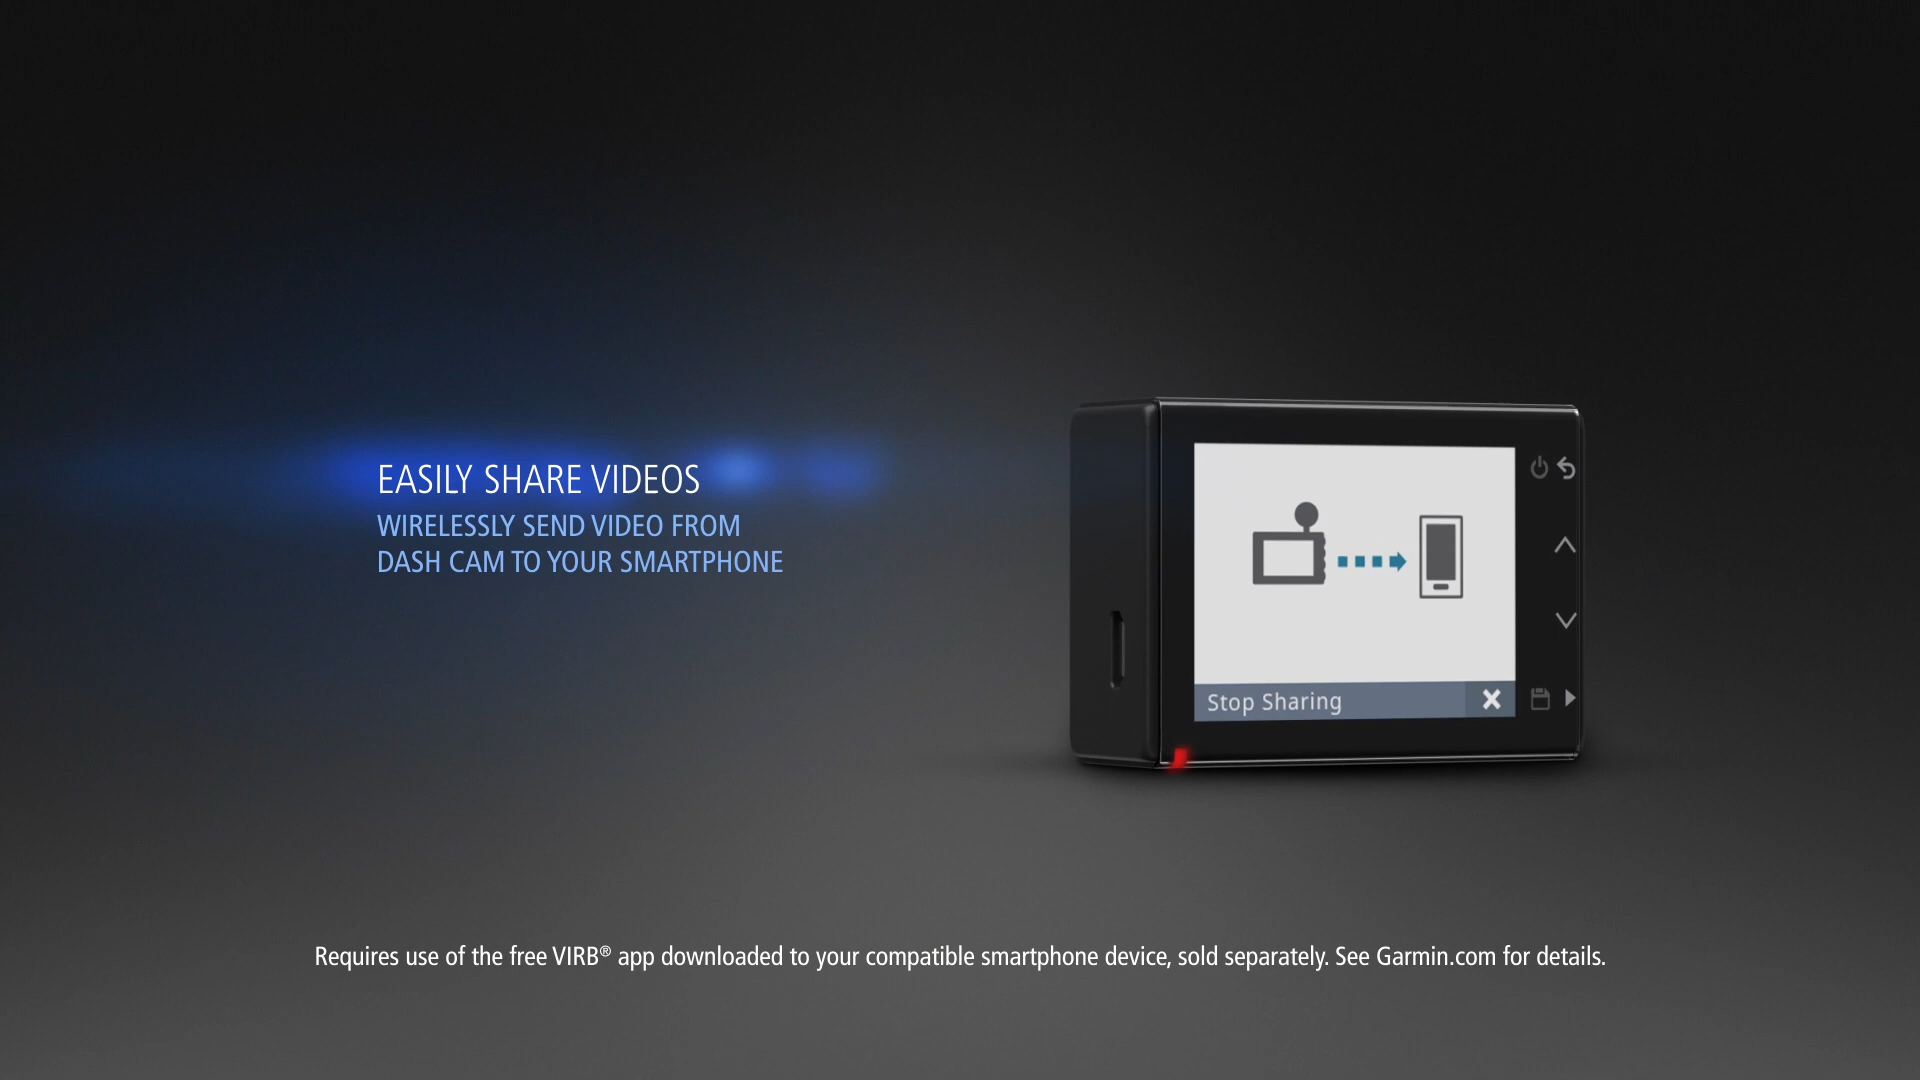 EASILY SHARE VIDEOS
WIRELESSLY SEND VIDEO FROM
DASH CAM TO YOUR SMARTPHONE
Stop Sharing
Requires use of the free VIRB® app downloaded to your compatible smartphone device, sold separately. See Garmin.com for details.